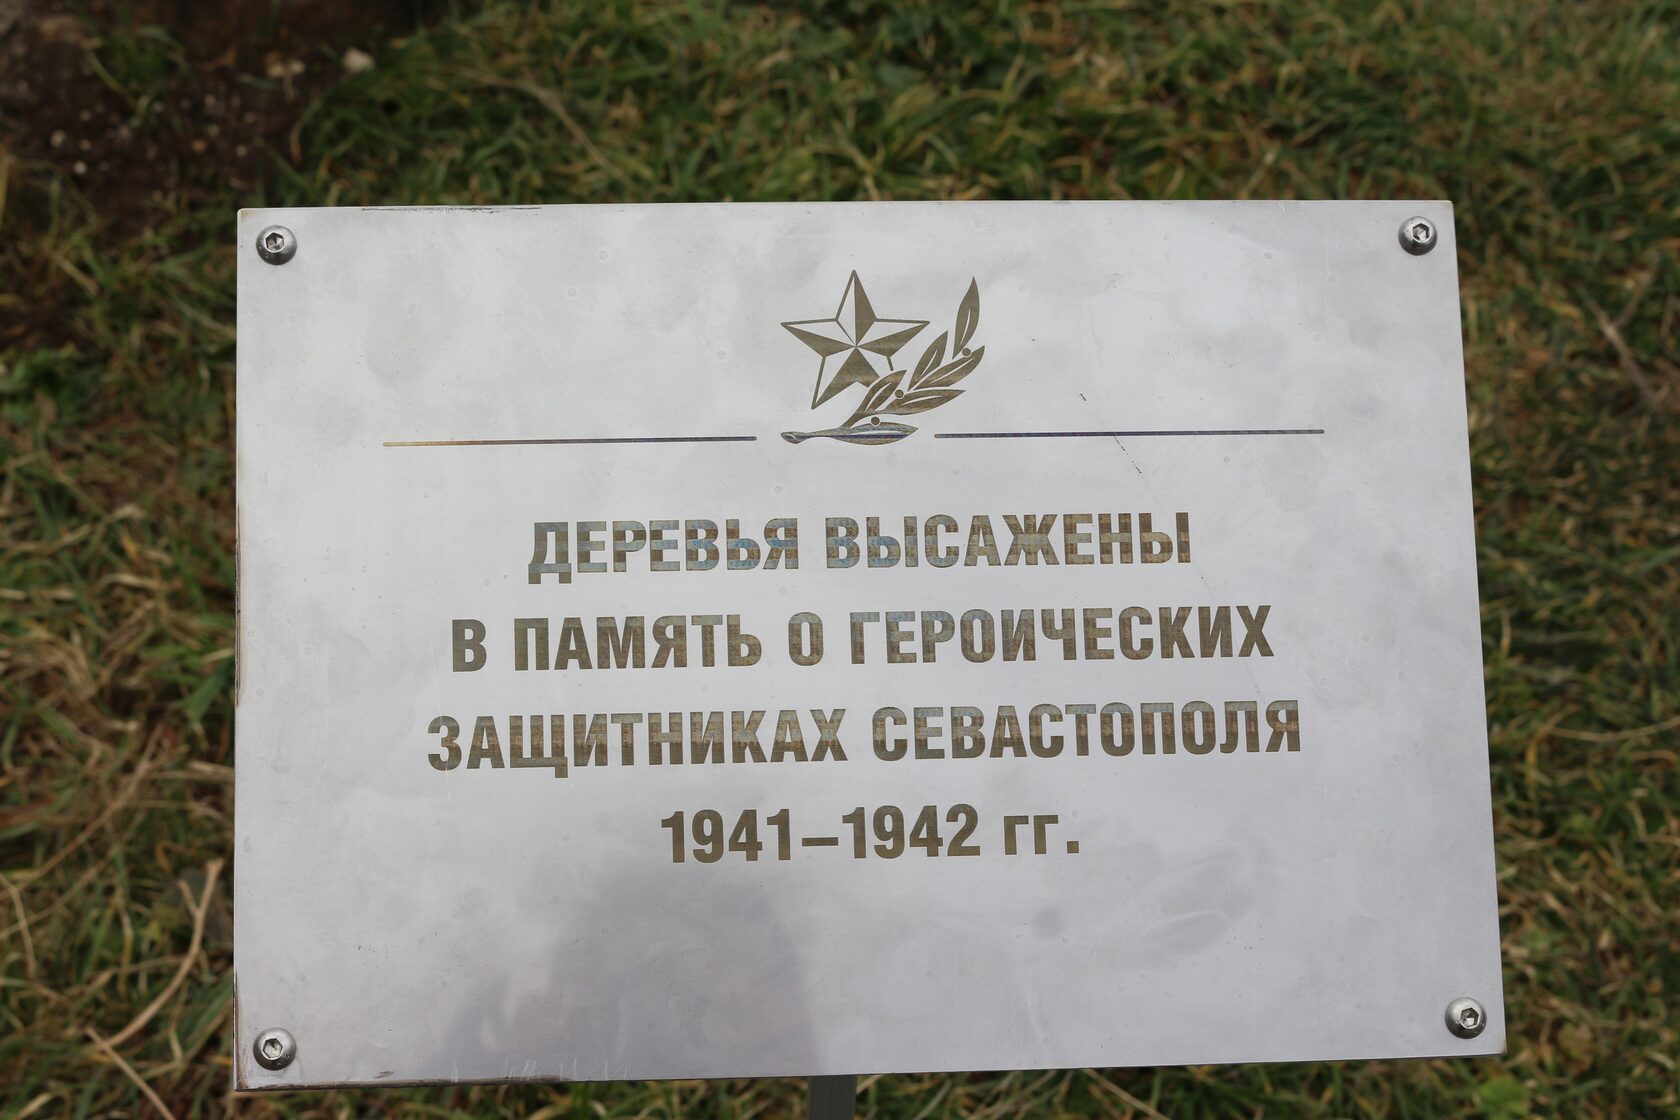 ДЕРЕВЬЯ ВЫСАЖЕНЫ
В ПАМЯТЬ О ГЕРОИЧЕСКИХ
ЗАЩИТНИКАХ СЕВАСТОПОЛЯ
1941–1942 гг.